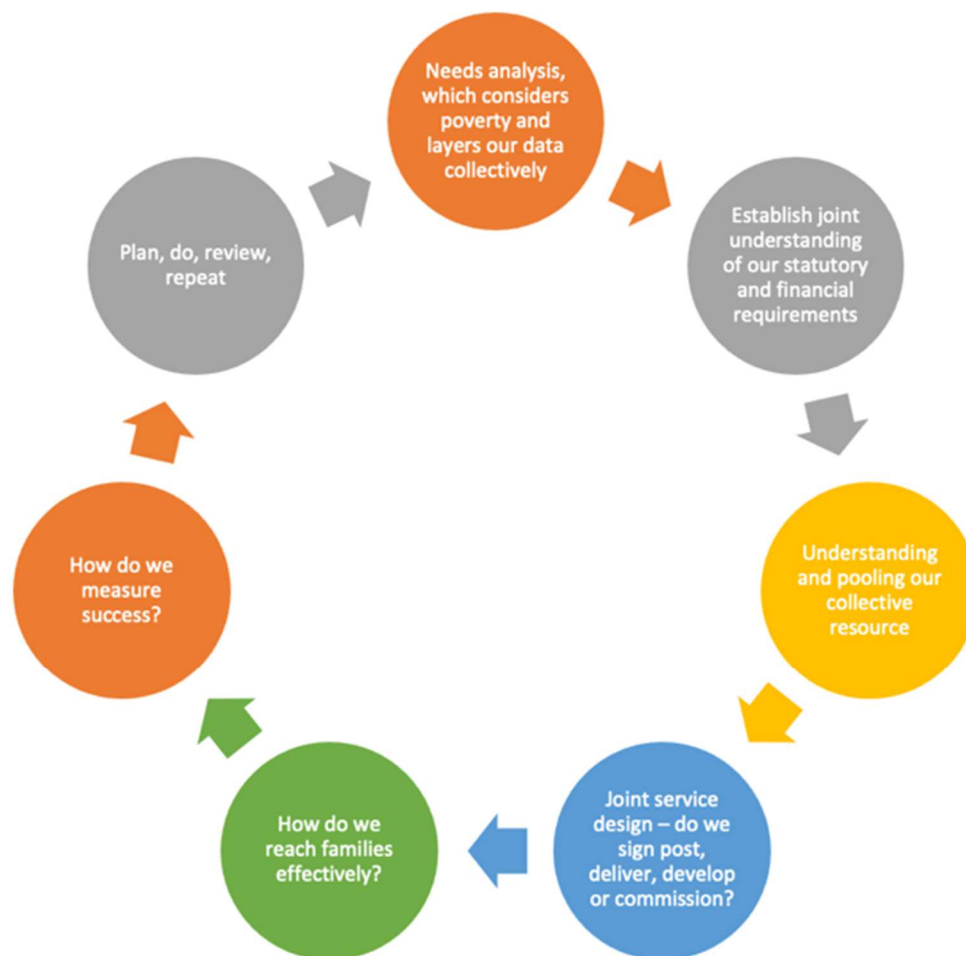 Needs analysis,
which considers
poverty and
layers our data
collectively
Establish joint
understanding
of our statutory
and financial
requirements
Understanding
and pooling our
collective
resource
Joint service
design – do we
sign post,
deliver, develop
or commission?
How do we
reach families
effectively?
How do we
measure
success?
Plan, do, review,
repeat